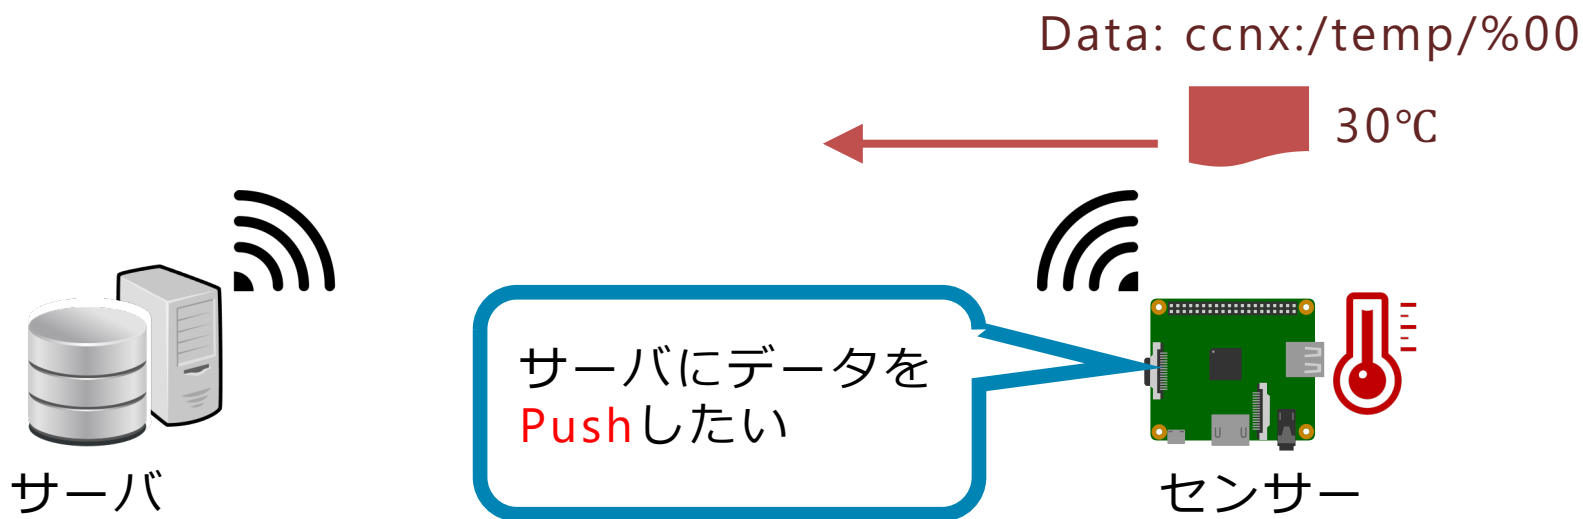 Data: ccnx:/temp/%00
30℃
サーバにデータを
Pushしたい
サーバ
センサー